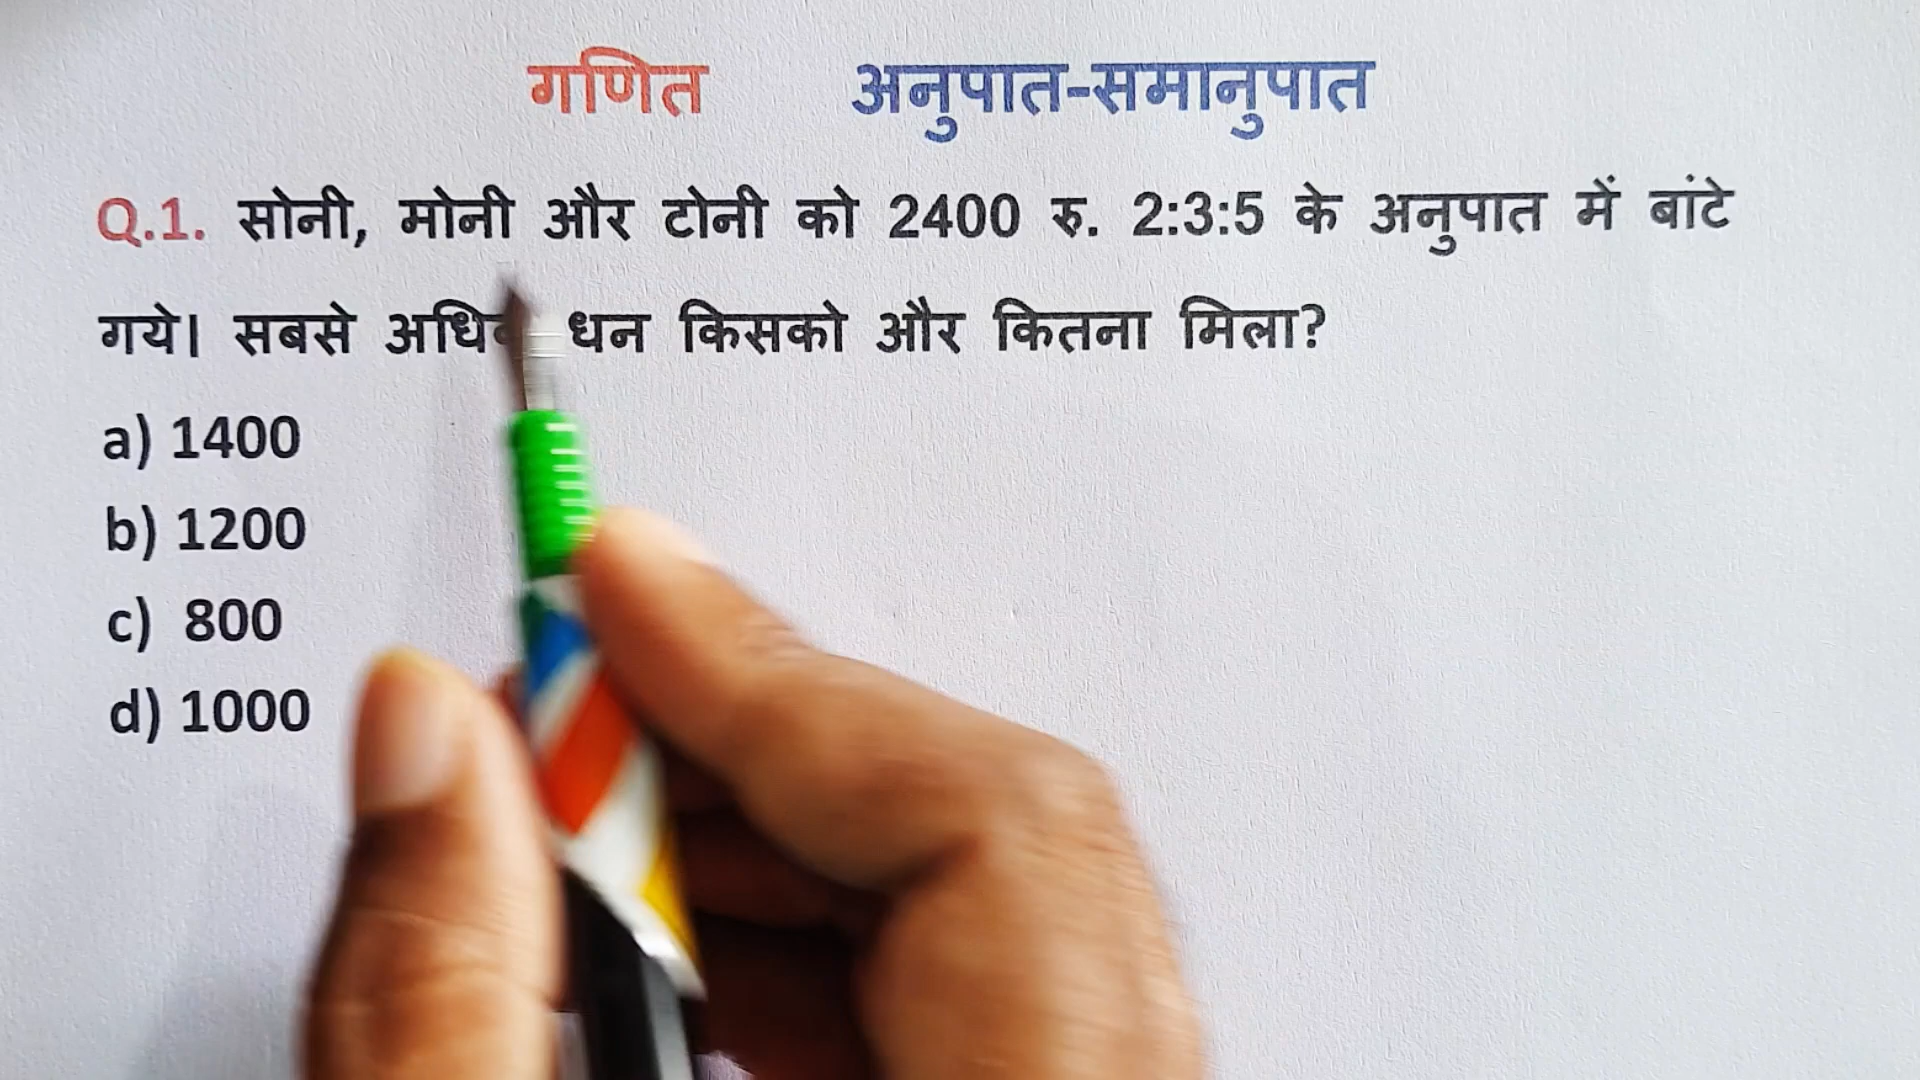 गणित अनुपात-समानुपात
Q.1. सोनी, मोनी और टोनी को 2400 रु. 2:3:5 के अनुपात में बांटे
गये। सबसे अधिक धन किसको और कितना मिला?
a) 1400
b) 1200
c) 800
d) 1000